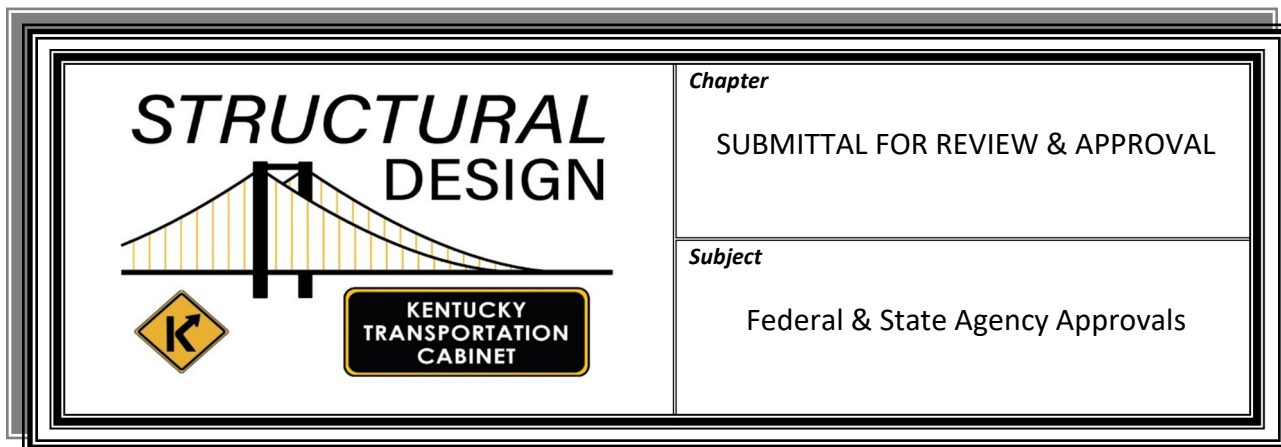 STRUCTURAL
DESIGN
K
KENTUCKY
TRANSPORTATION
CABINET
Chapter
SUBMITTAL FOR REVIEW & APPROVAL
Subject
Federal & State Agency Approvals